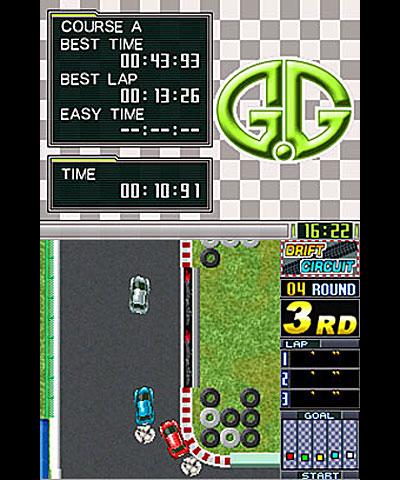 COURSE A
BEST TIME
00:43:93
BEST LAP
00:13:26
EASY TIME
--:--:--
TIME
00:10:91
G.G
16:22
DRIFT
CIRCUIT
04 ROUND
3RD
LAP
1 ' "
2 ' "
3 ' "
GOAL
START